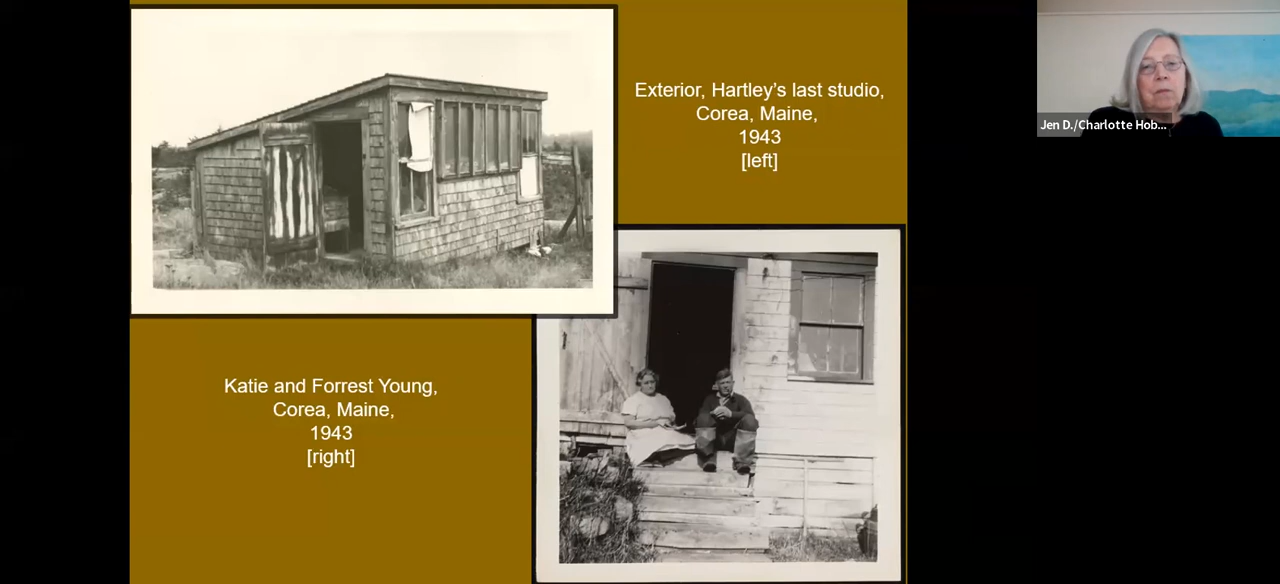 Exterior, Hartley’s last studio,
Corea, Maine,
1943
[left]
Jen D./Charlotte Hob...
Katie and Forrest Young,
Corea, Maine,
1943
[right]